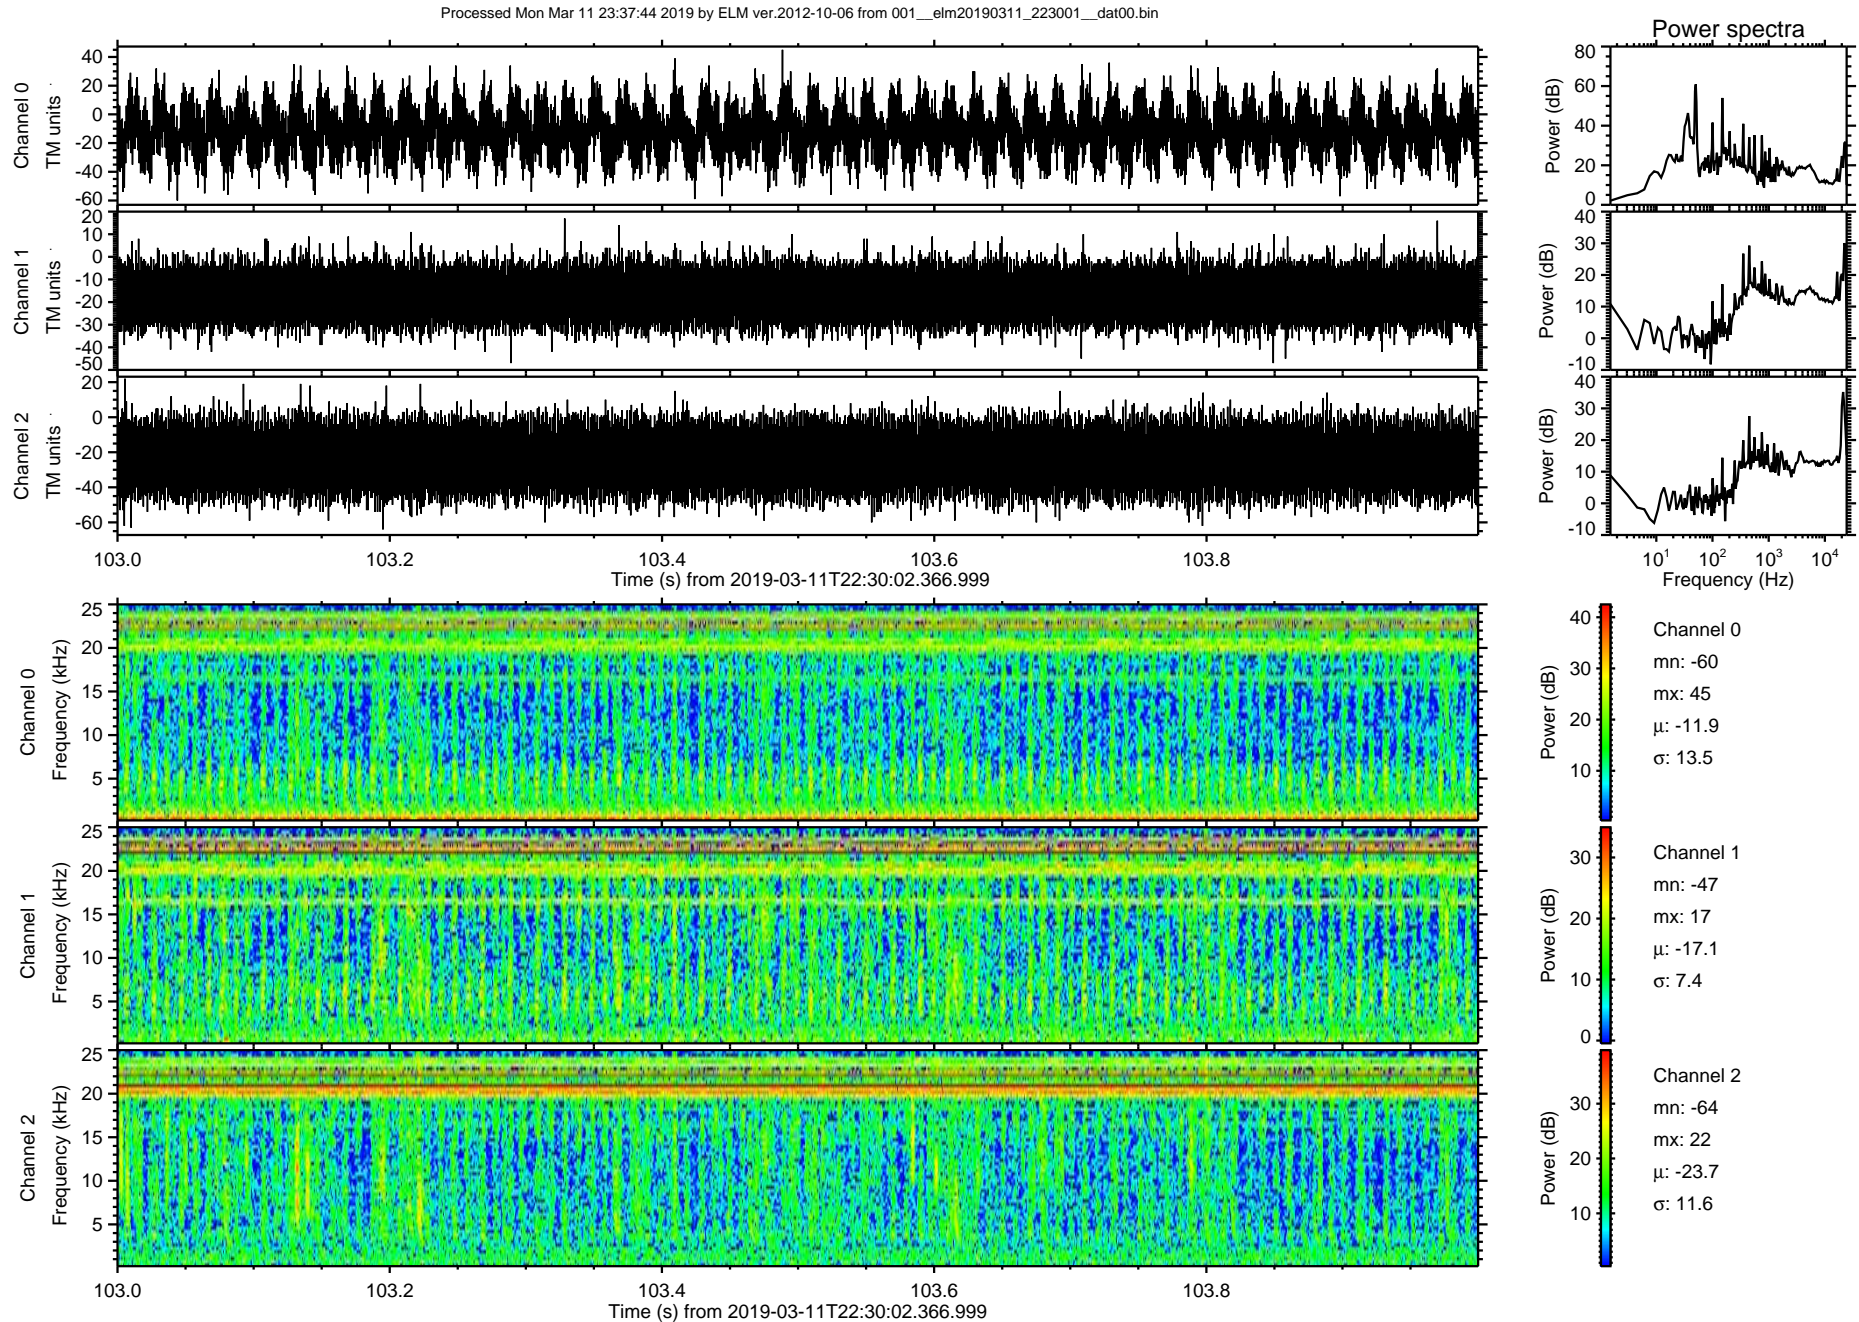 Processed Mon Mar 11 23:37:44 2019 by ELM ver.2012-10-06 from 001__elm20190311_223001__dat00.bin
Power spectra
Channel 0
TM units
40
20
0
-20
-40
-60
Power (dB)
80
60
40
20
0
Channel 1
TM units
20
10
0
-10
-20
-30
-40
-50
Power (dB)
40
30
20
10
0
-10
Channel 2
TM units
20
0
-20
-40
-60
Power (dB)
40
30
20
10
0
-10
103.0 103.2 103.4 103.6 103.8
Time (s) from 2019-03-11T22:30:02.366.999
10¹ 10² 10³ 10⁴
Frequency (Hz)
Channel 0
Frequency (kHz)
25
20
15
10
5
Power (dB)
40
30
20
10
Channel 0
mn: -60
mx: 45
μ: -11.9
σ: 13.5
Channel 1
Frequency (kHz)
25
20
15
10
5
Power (dB)
30
20
10
0
Channel 1
mn: -47
mx: 17
μ: -17.1
σ: 7.4
Channel 2
Frequency (kHz)
25
20
15
10
5
Power (dB)
30
20
10
Channel 2
mn: -64
mx: 22
μ: -23.7
σ: 11.6
103.0 103.2 103.4 103.6 103.8
Time (s) from 2019-03-11T22:30:02.366.999